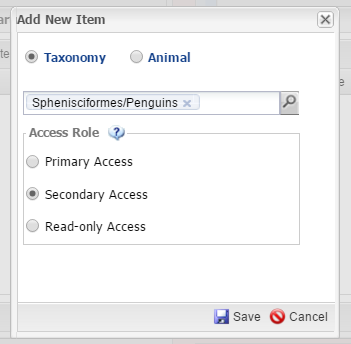 Add New Item
Taxonomy Animal
Sphenisciformes/Penguins
Access Role
Primary Access
Secondary Access
Read-only Access
Save Cancel